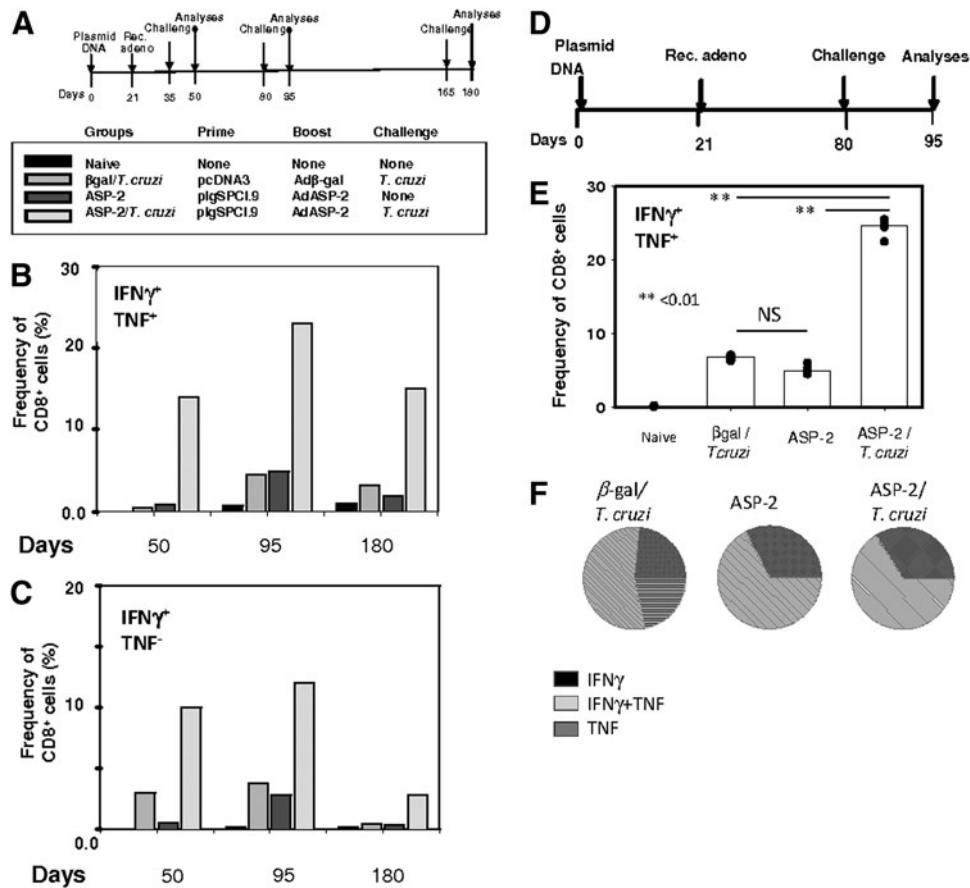 A
Plasmid
DNA
Rec.
adeno
Challenge
Analyses
Challenge
Analyses
Challenge
Analyses
Days
0 21 35 50 80 95 165 180
Groups Prime Boost Challenge
Naive None None None
βgal/T. cruzi pcDNA3 Adβ-gal T. cruzi
ASP-2 pIgSPCl.9 AdASP-2 None
ASP-2/T. cruzi pIgSPCl.9 AdASP-2 T. cruzi
B
Frequency of
CD8+ cells (%)
30
20
10
0.0
IFNγ+
TNF+
Days 50 95 180
C
Frequency of
CD8+ cells (%)
20
10
0.0
IFNγ+
TNF-
Days 50 95 180
D
Plasmid
DNA
Rec. adeno
Challenge
Analyses
Days 0 21 80 95
E
Frequency of CD8+ cells
30
20
10
0
IFNγ+
TNF+
** <0.01
**
**
NS
Naive
βgal /
T.cruzi
ASP-2
ASP-2 /
T. cruzi
F
β-gal/
T. cruzi
ASP-2
ASP-2/
T. cruzi
IFNγ
IFNγ+TNF
TNF